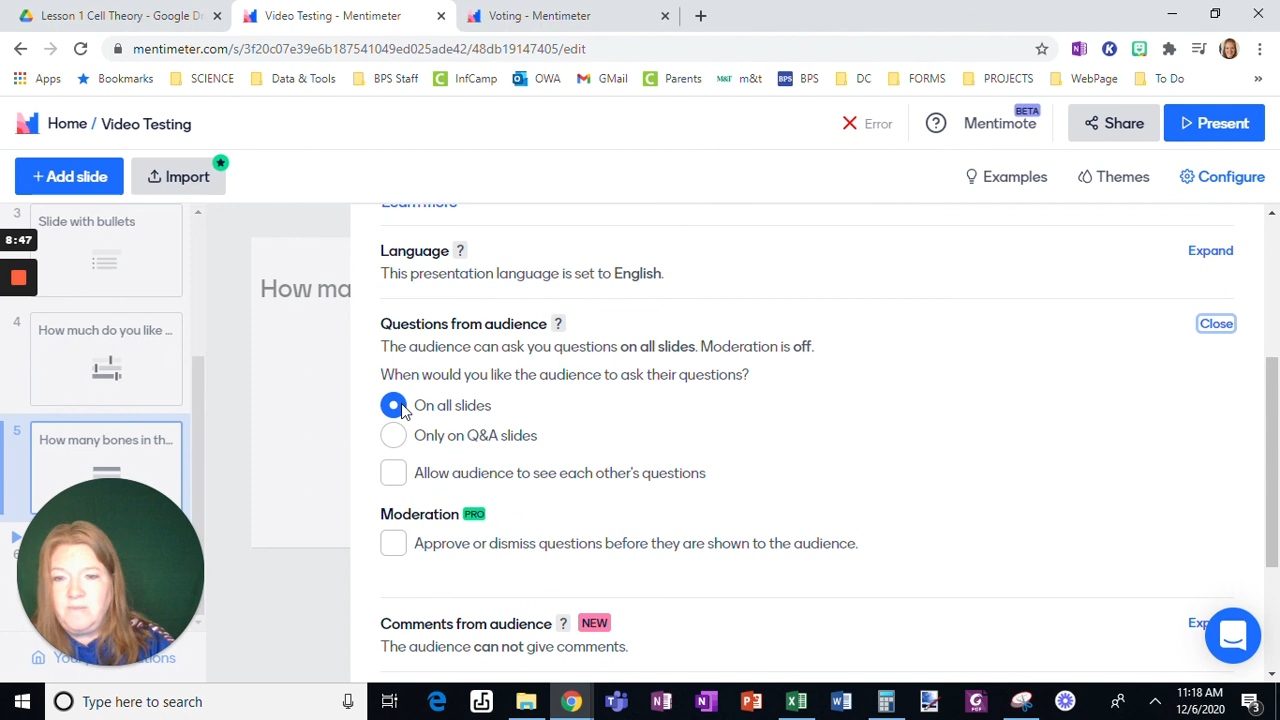 Lesson 1 Cell Theory - Google Dr
Video Testing - Mentimeter
Voting - Mentimeter
mentimeter.com/s/3f20c07e39e6b187541049ed025ade42/48db19147405/edit
Apps
Bookmarks
SCIENCE
Data & Tools
BPS Staff
InfCamp
OWA
GMail
Parents
M&T m&t
BPS BPS
DC
FORMS
PROJECTS
WebPage
To Do
Home / Video Testing
Error
Mentimote
BETA
Share
Present
+ Add slide
Import
Examples
Themes
Configure
3
Slide with bullets
8:47
4
How much do you like ...
5
How many bones in th...
How ma
Learn more
Language ?
Expand
This presentation language is set to English.
Questions from audience ?
Close
The audience can ask you questions on all slides. Moderation is off.
When would you like the audience to ask their questions?
On all slides
Only on Q&A slides
Allow audience to see each other's questions
Moderation PRO
Approve or dismiss questions before they are shown to the audience.
Comments from audience ? NEW
The audience can not give comments.
Type here to search
11:18 AM
12/6/2020
3